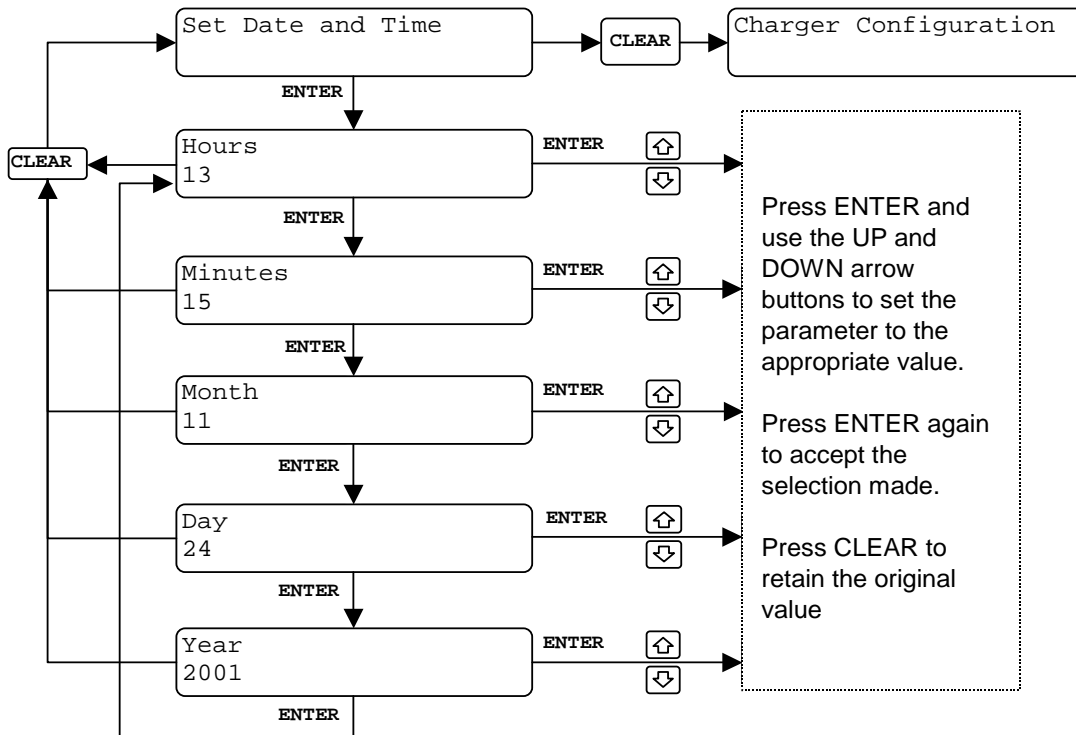 Set Date and Time
CLEAR
Charger Configuration
ENTER
CLEAR
Hours
13
ENTER
ENTER
Minutes
15
ENTER
ENTER
Month
11
ENTER
ENTER
Day
24
ENTER
ENTER
Year
2001
ENTER
ENTER
Press ENTER and
use the UP and
DOWN arrow
buttons to set the
parameter to the
appropriate value.
Press ENTER again
to accept the
selection made.
Press CLEAR to
retain the original
value